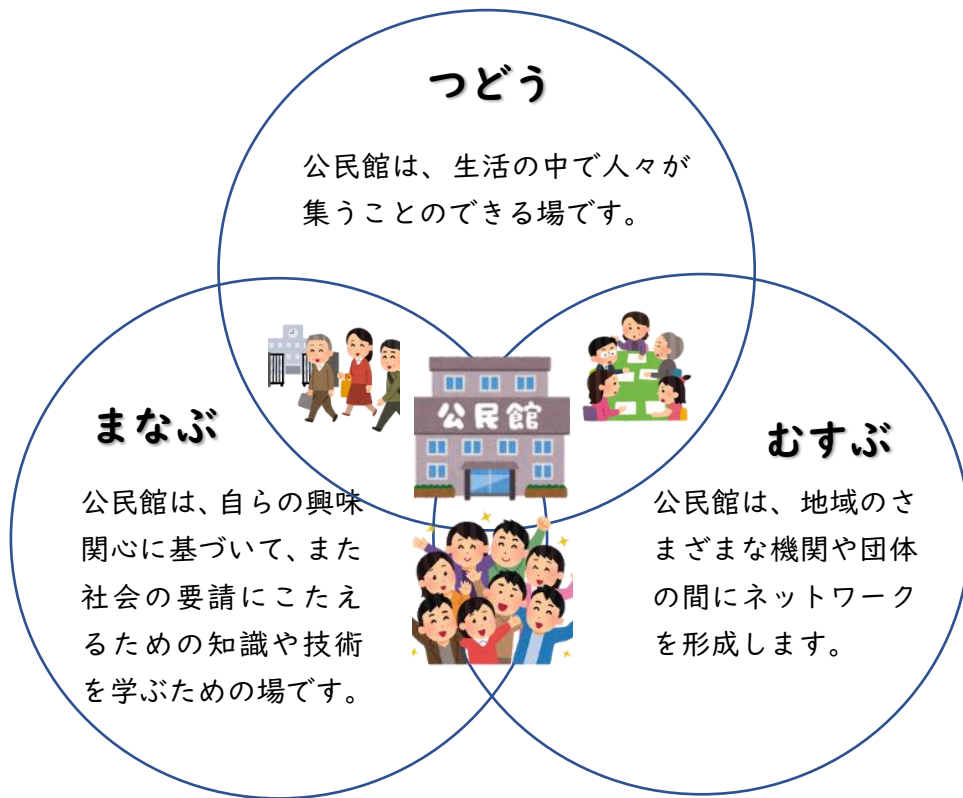 つどう
公民館は、生活の中で人々が
集うことのできる場です。
公民館
まなぶ
公民館は、自らの興味
関心に基づいて、また
社会の要請にこたえ
るための知識や技術
を学ぶための場です。
むすぶ
公民館は、地域のさ
まざまな機関や団体
の間にネットワーク
を形成します。